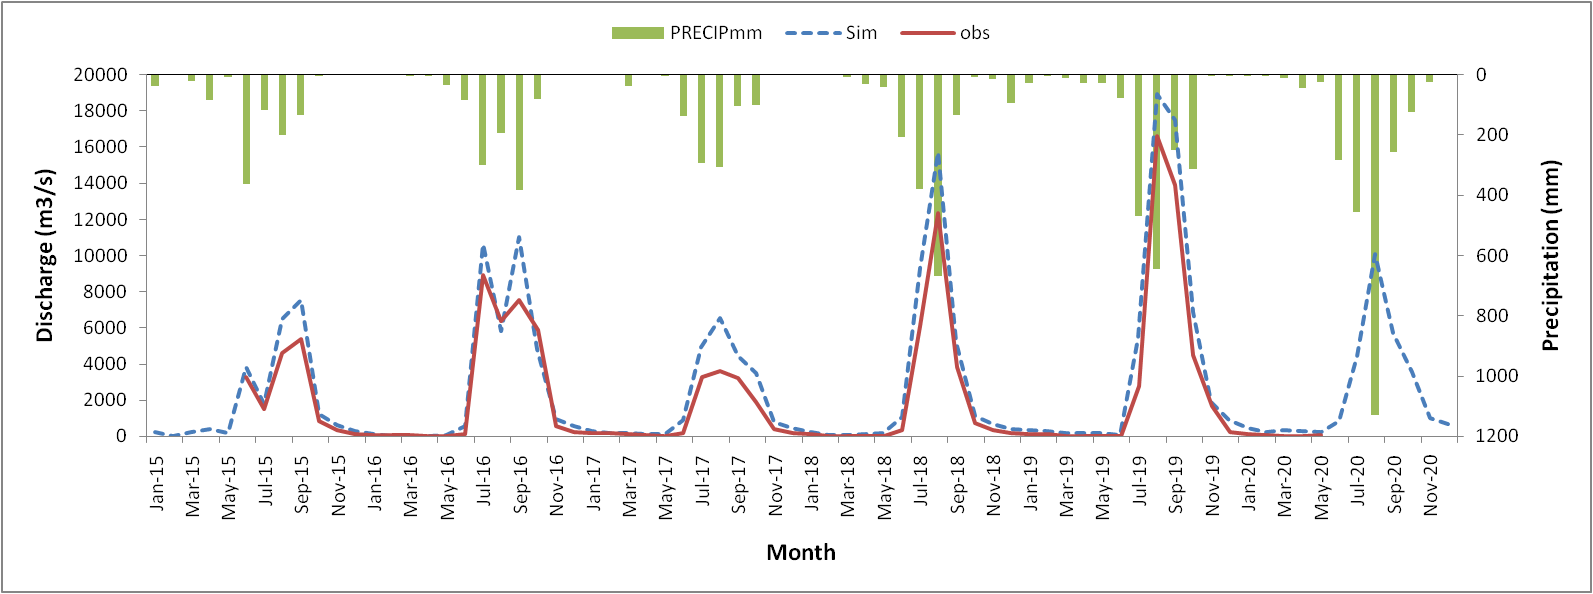 PRECIPmm Sim obs
Discharge (m3/s)
20000
18000
16000
14000
12000
10000
8000
6000
4000
2000
0
0
200
400
600
800
1000
1200
Precipitation (mm)
Jan-15
Mar-15
May-15
Jul-15
Sep-15
Nov-15
Jan-16
Mar-16
May-16
Jul-16
Sep-16
Nov-16
Jan-17
Mar-17
May-17
Jul-17
Sep-17
Nov-17
Jan-18
Mar-18
May-18
Jul-18
Sep-18
Nov-18
Jan-19
Mar-19
May-19
Jul-19
Sep-19
Nov-19
Jan-20
Mar-20
May-20
Jul-20
Sep-20
Nov-20
Month